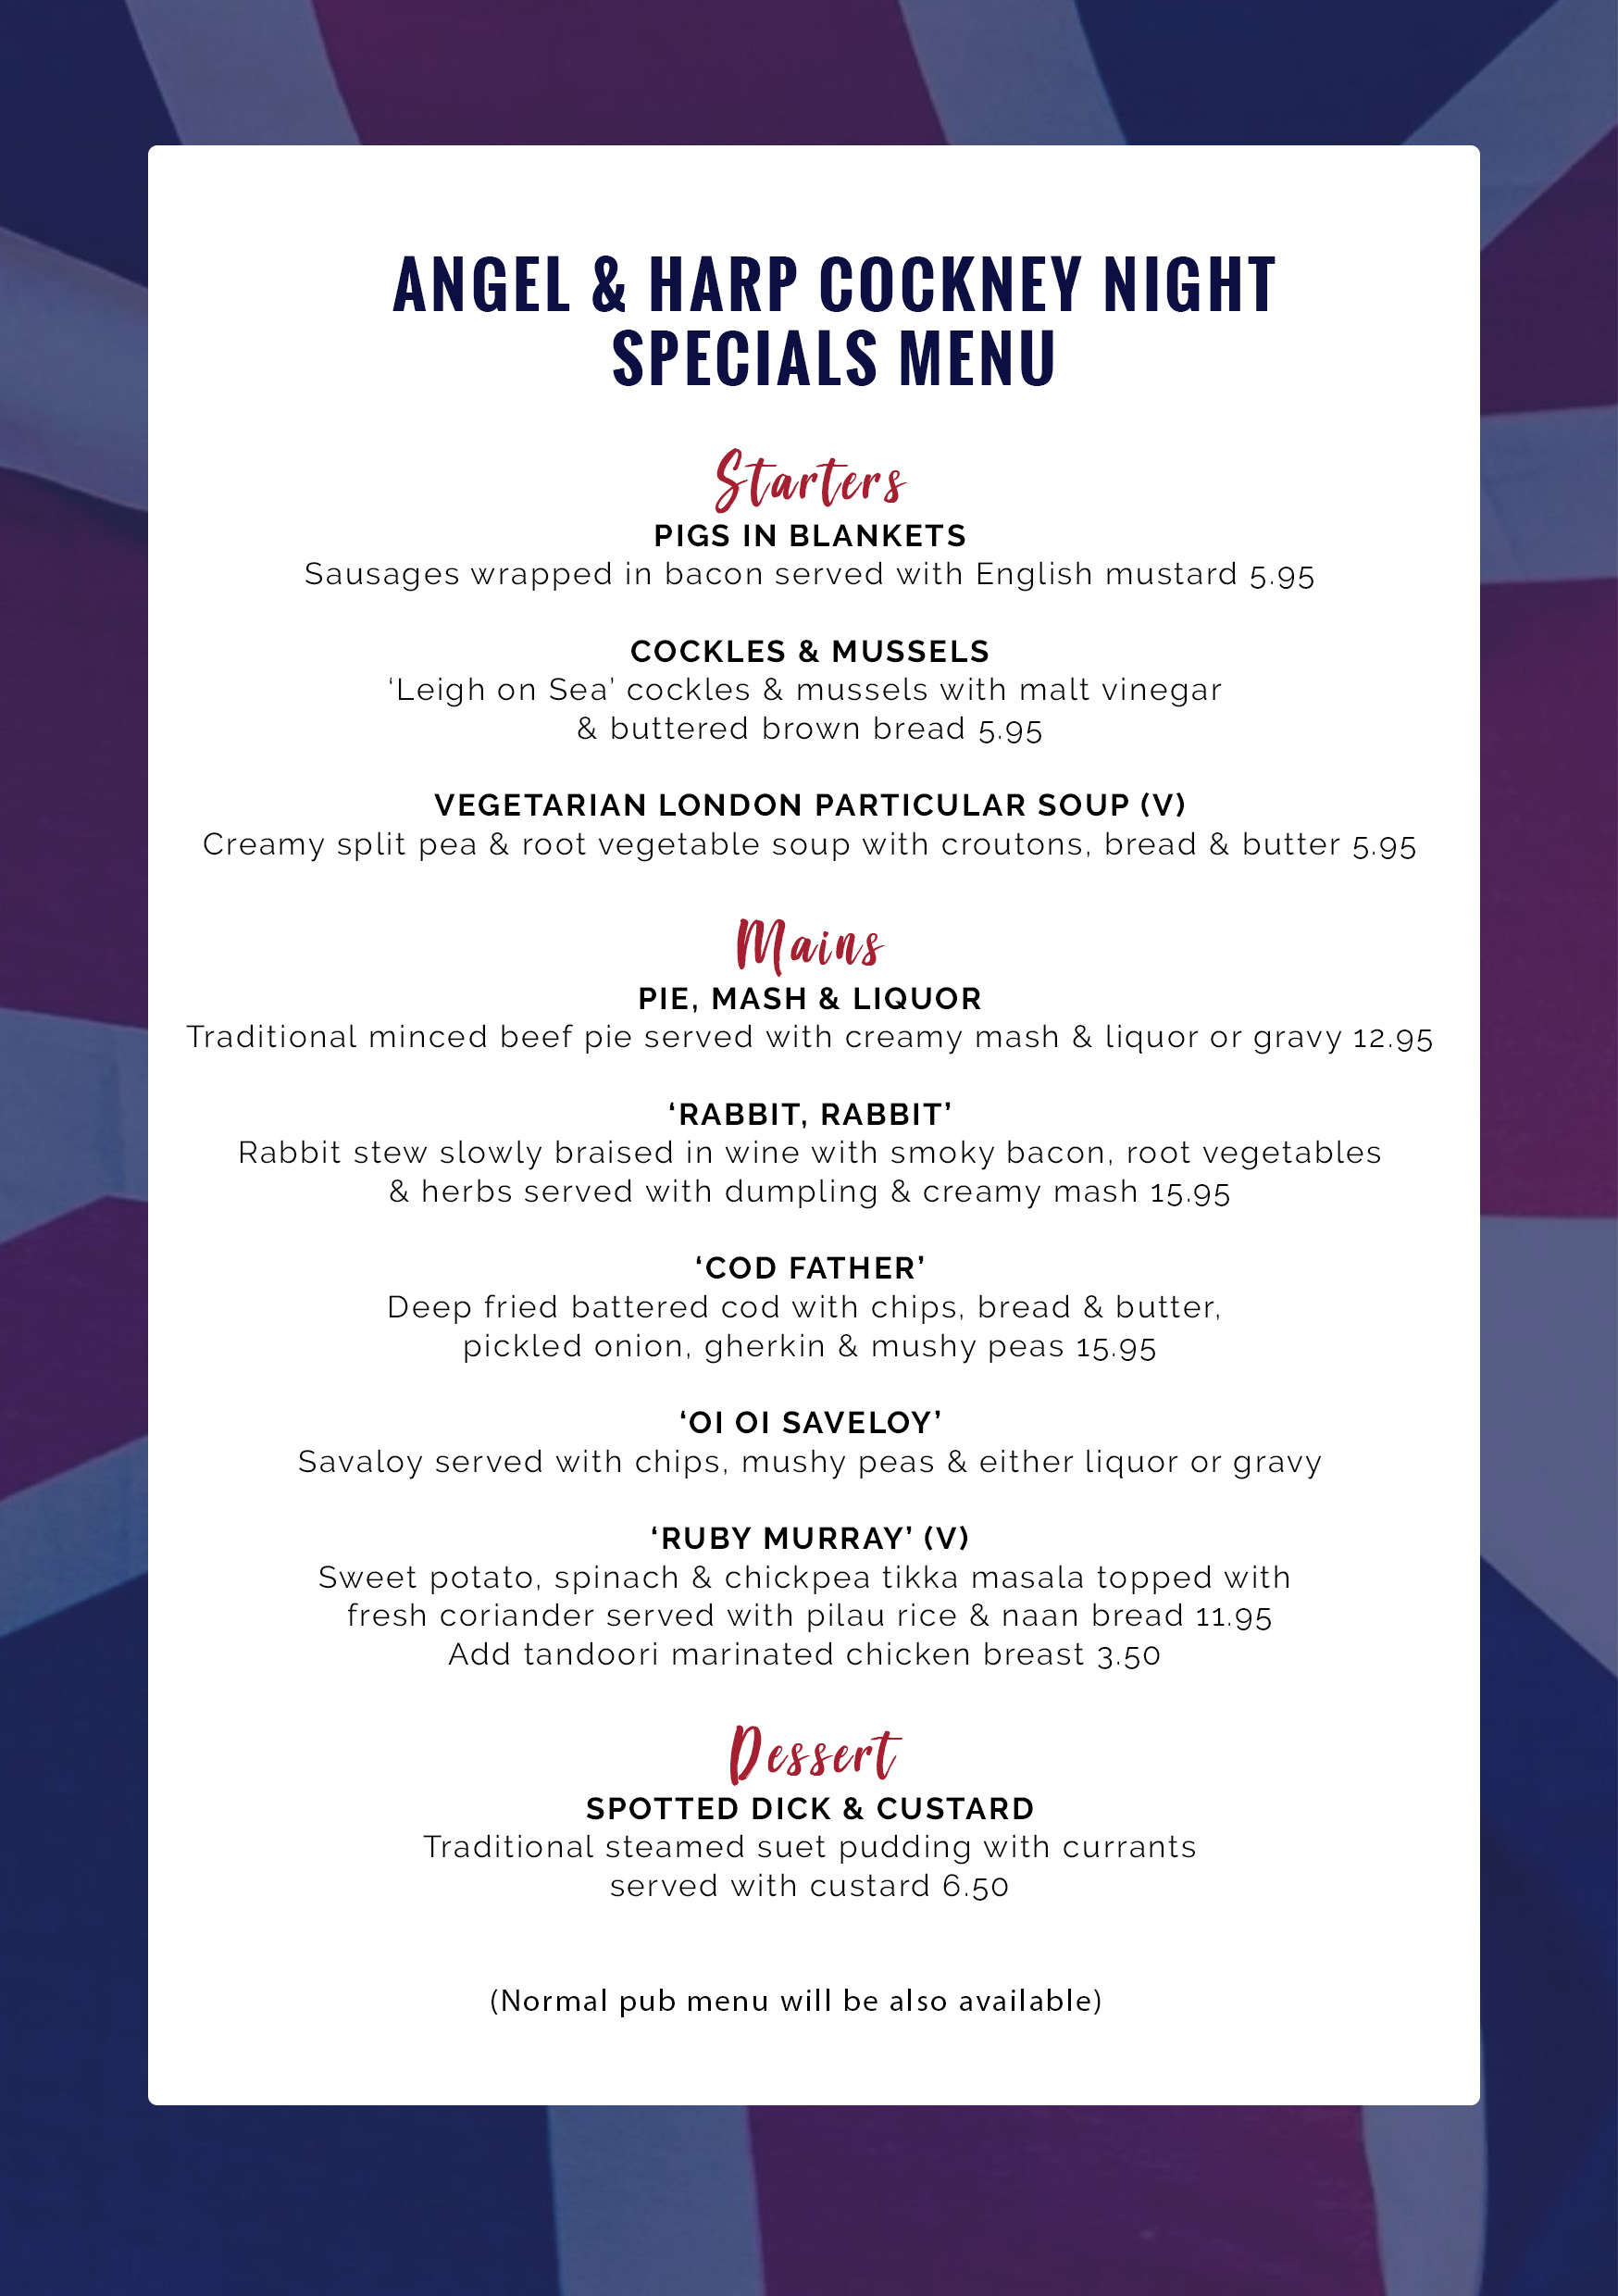 ANGEL & HARP COCKNEY NIGHT
SPECIALS MENU
Starters
PIGS IN BLANKETS
Sausages wrapped in bacon served with English mustard 5.95
COCKLES & MUSSELS
‘Leigh on Sea’ cockles & mussels with malt vinegar
& buttered brown bread 5.95
VEGETARIAN LONDON PARTICULAR SOUP (V)
Creamy split pea & root vegetable soup with croutons, bread & butter 5.95
Mains
PIE, MASH & LIQUOR
Traditional minced beef pie served with creamy mash & liquor or gravy 12.95
‘RABBIT, RABBIT’
Rabbit stew slowly braised in wine with smoky bacon, root vegetables
& herbs served with dumpling & creamy mash 15.95
‘COD FATHER’
Deep fried battered cod with chips, bread & butter,
pickled onion, gherkin & mushy peas 15.95
‘OI OI SAVELOY’
Savaloy served with chips, mushy peas & either liquor or gravy
‘RUBY MURRAY’ (V)
Sweet potato, spinach & chickpea tikka masala topped with
fresh coriander served with pilau rice & naan bread 11.95
Add tandoori marinated chicken breast 3.50
Dessert
SPOTTED DICK & CUSTARD
Traditional steamed suet pudding with currants
served with custard 6.50
(Normal pub menu will be also available)